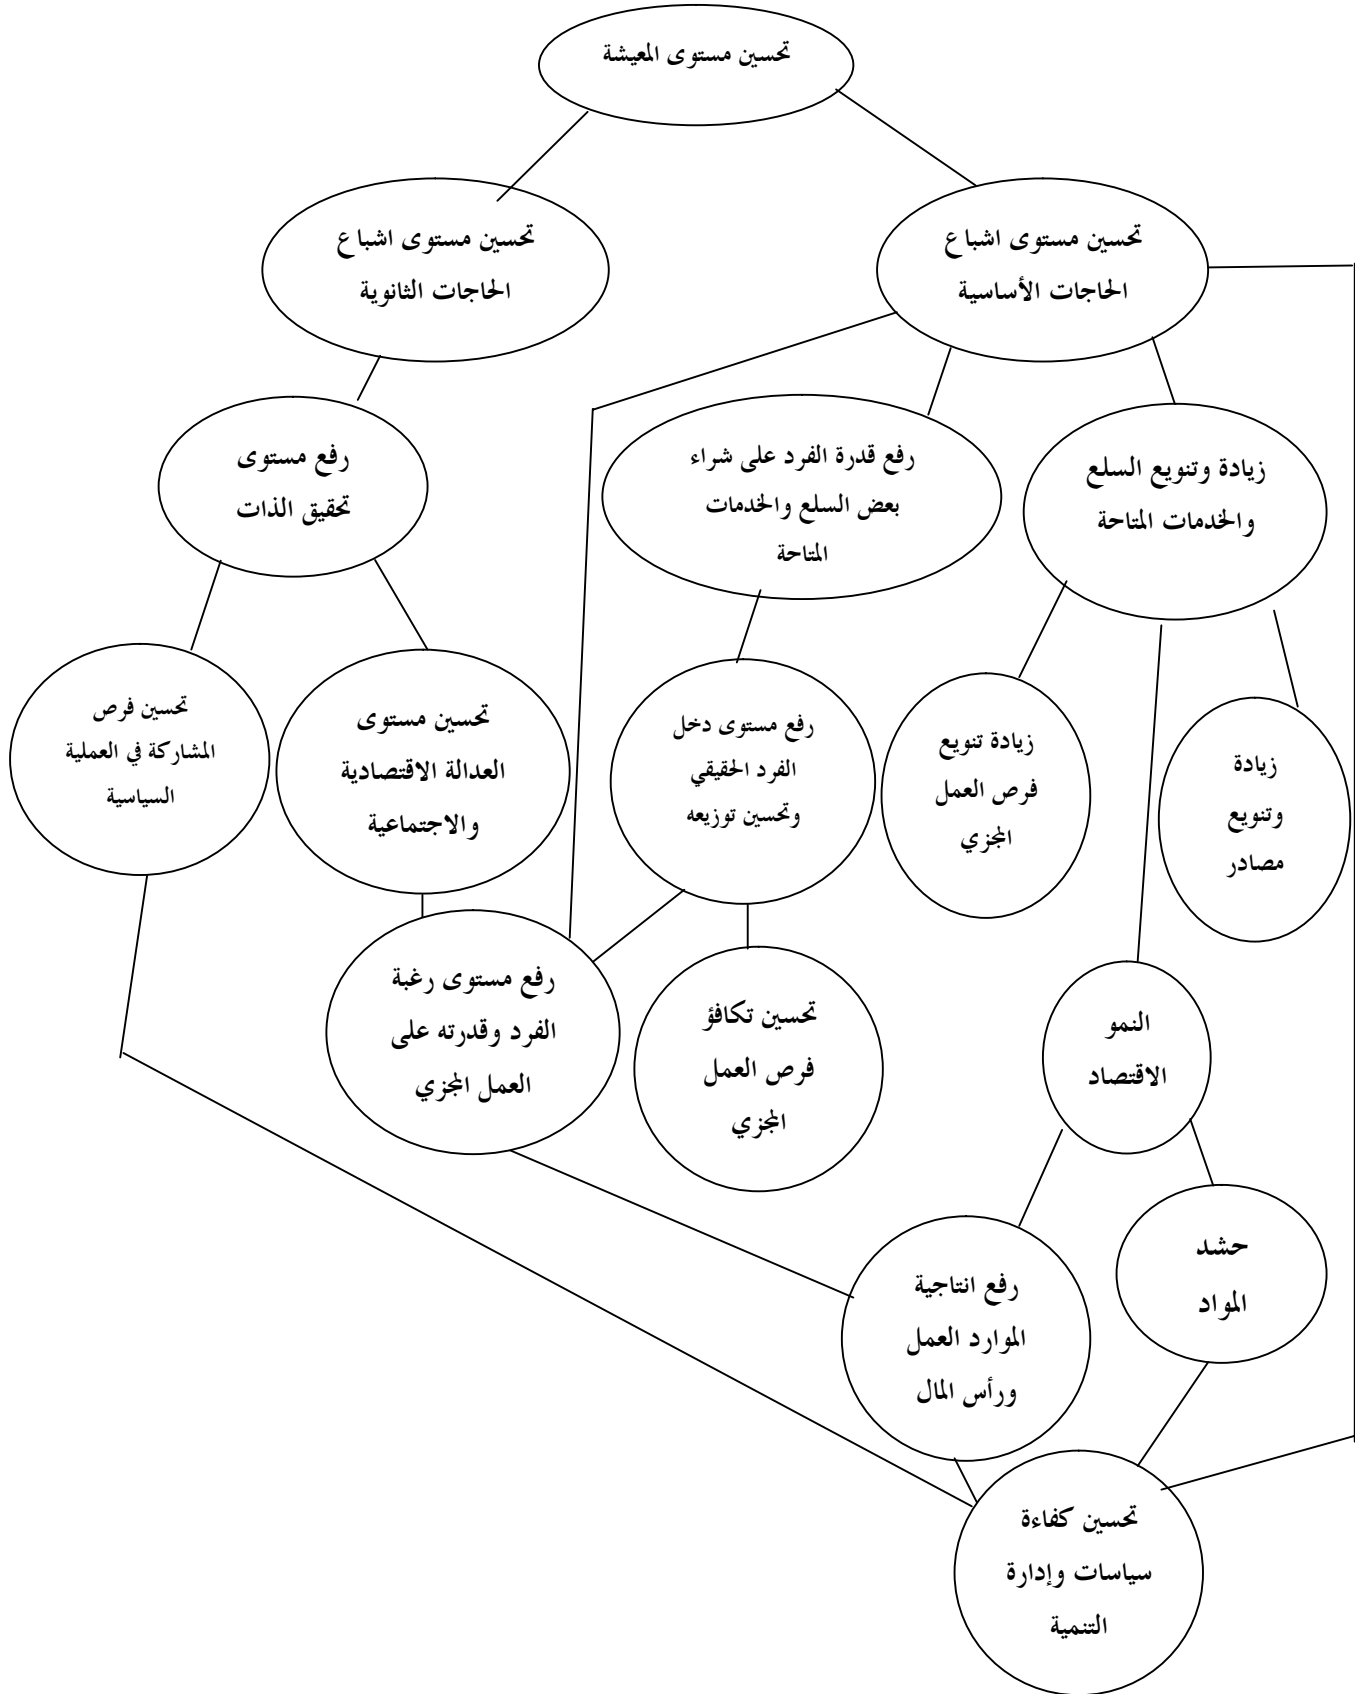 تحسين مستوى المعيشة
تحسين مستوى اشباع
الحاجات الأساسية
تحسين مستوى اشباع
الحاجات الثانوية
زيادة وتنويع السلع
والخدمات المتاحة
رفع قدرة الفرد على شراء
بعض السلع والخدمات
المتاحة
رفع مستوى
تحقيق الذات
زيادة
وتنويع
مصادر
زيادة تنويع
فرص العمل
المجزي
رفع مستوى دخل
الفرد الحقيقي
وتحسين توزيعه
تحسين مستوى
العدالة الاقتصادية
والاجتماعية
تحسين فرص
المشاركة في العملية
السياسية
النمو
الاقتصاد
تحسين تكافؤ
فرص العمل
المجزي
رفع مستوى رغبة
الفرد وقدرته على
العمل المجزي
حشد
المواد
رفع انتاجية
الموارد العمل
ورأس المال
تحسين كفاءة
سياسات وإدارة
التنمية